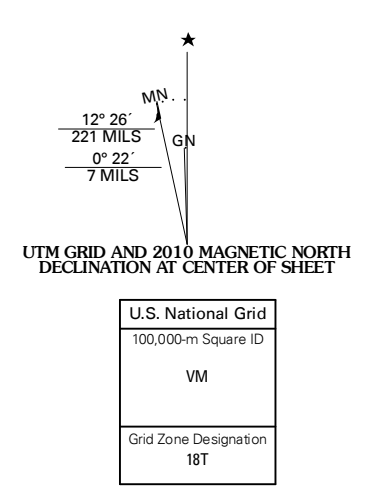 ★
MN
12° 26´
221 MILS
GN
0° 22´
7 MILS
UTM GRID AND 2010 MAGNETIC NORTH
DECLINATION AT CENTER OF SHEET
U.S. National Grid
100,000-m Square ID
VM
Grid Zone Designation
18T